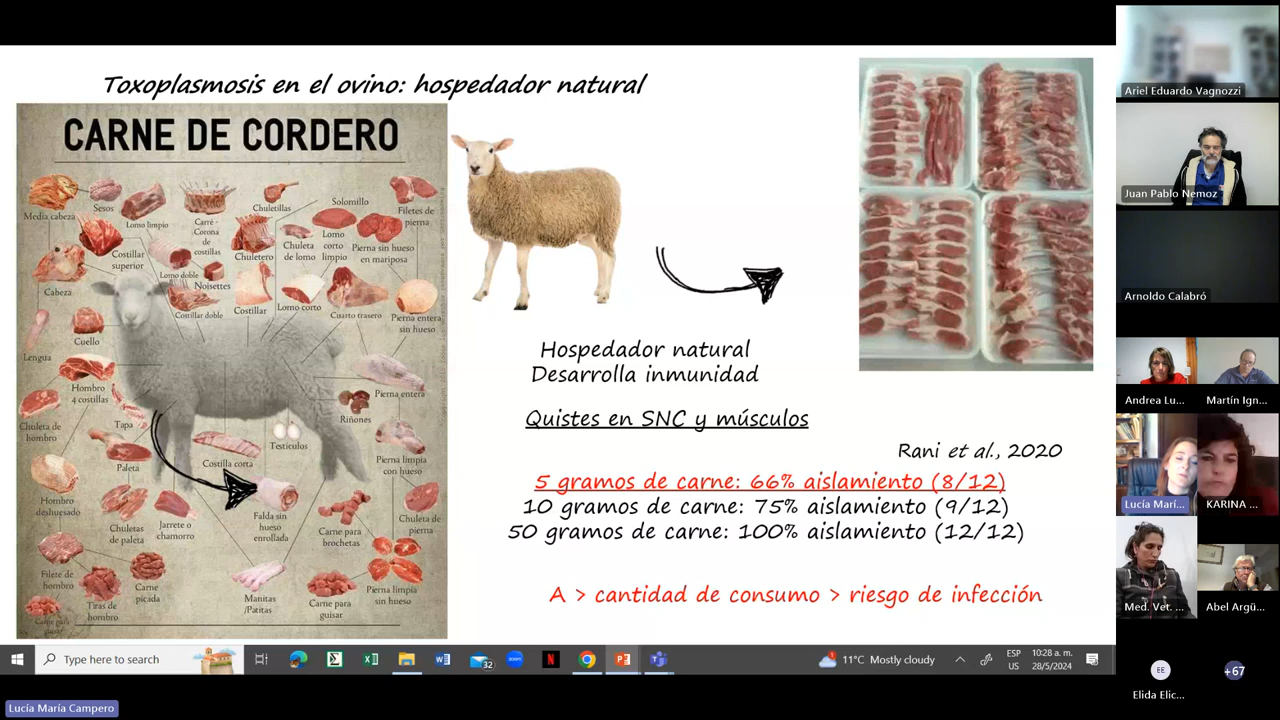 Toxoplasmosis en el ovino: hospedador natural
CARNE DE CORDERO
Media cabeza
Sesos
Lomo limpio
Carré -
Corona
de
costillas
Chuletillas
Solomillo
Filetes de
pierna
Costillar
superior
Chuletero
Chuleta
de lomo
Lomo
corto
limpio
Pierna sin hueso
en mariposa
Cabeza
Lomo doble
Noisettes
Costillar doble
Costillar
Lomo corto
Cuarto trasero
Pierna entera
sin hueso
Lengua
Cuello
Hombro
4 costillas
Pierna entera
Chuleta de
hombro
Tapa
Riñones
Testículos
Paleta
Costilla corta
Pierna limpia
con hueso
Hombro
deshuesado
Chuletas
de paleta
Jarrete o
chamorro
Falda sin
hueso
enrollada
Carne para
brochetas
Chuleta de
pierna
Filete de
hombro
Tiras de
hombro
Carne
picada
Manitas
/Patitas
Carne para
guisar
Pierna limpia
sin hueso
Hospedador natural
Desarrolla inmunidad
Quistes en SNC y músculos
Rani et al., 2020
5 gramos de carne: 66% aislamiento (8/12)
10 gramos de carne: 75% aislamiento (9/12)
50 gramos de carne: 100% aislamiento (12/12)
A > cantidad de consumo > riesgo de infección
Ariel Eduardo Vagnozzi
Juan Pablo Nemoz
Arnoldo Calabró
Andrea Lu...
Martín Ign...
Lucía Marí...
KARINA ...
Med. Vet. ...
Abel Argü...
EE
Elida Elic...
+67
Type here to search
32
zoom
N
11°C Mostly cloudy
ESP
US
10:28 a. m.
28/5/2024
Lucía María Campero